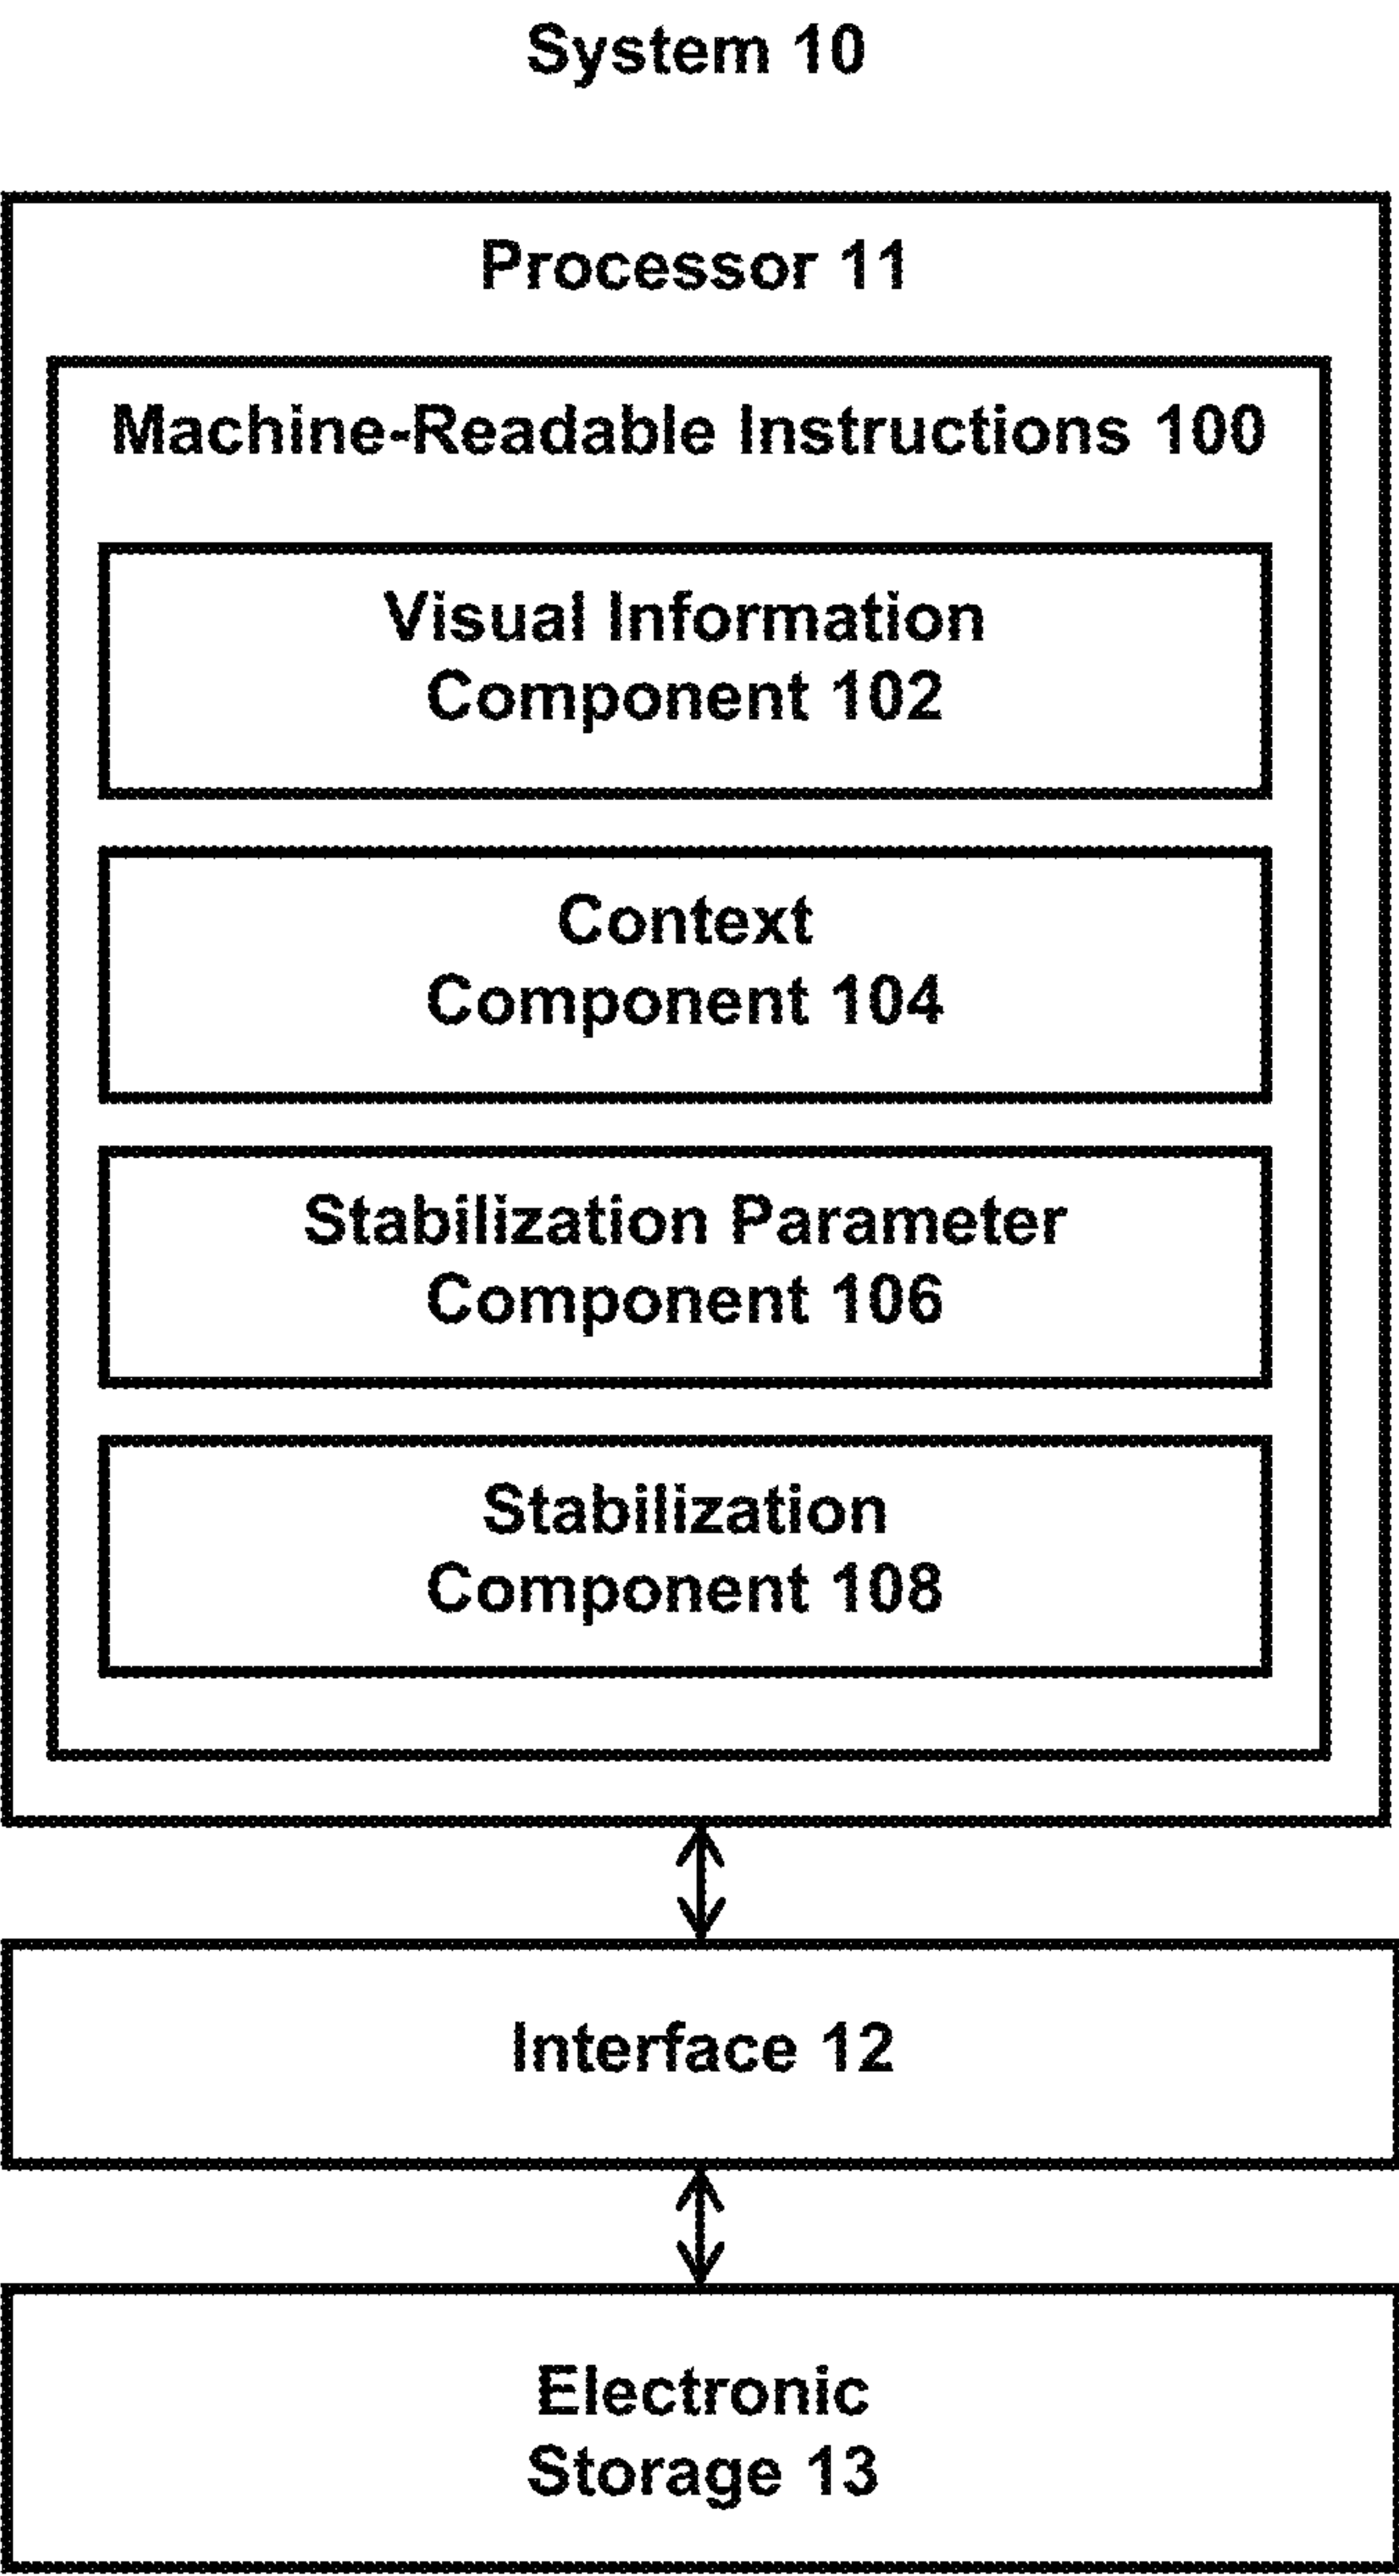 System 10
Processor 11
Machine-Readable Instructions 100
Visual Information
Component 102
Context
Component 104
Stabilization Parameter
Component 106
Stabilization
Component 108
Interface 12
Electronic
Storage 13